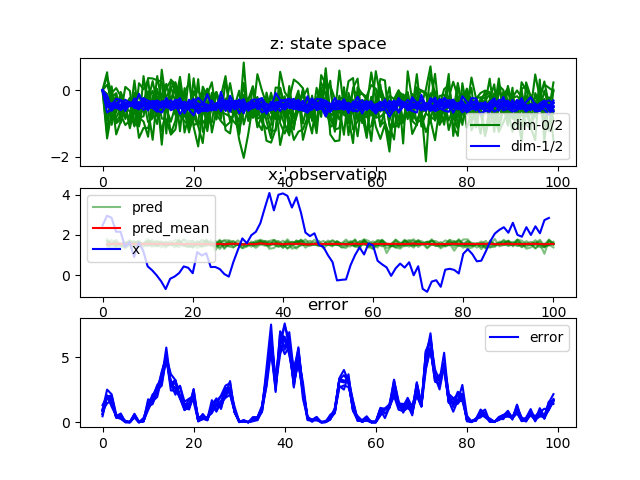 z: state space
0
−2
dim-0/2
dim-1/2
0 20 40 60 80 100
x: observation
4
2
0
pred
pred_mean
x
0 20 40 60 80 100
error
5
0
error
0 20 40 60 80 100